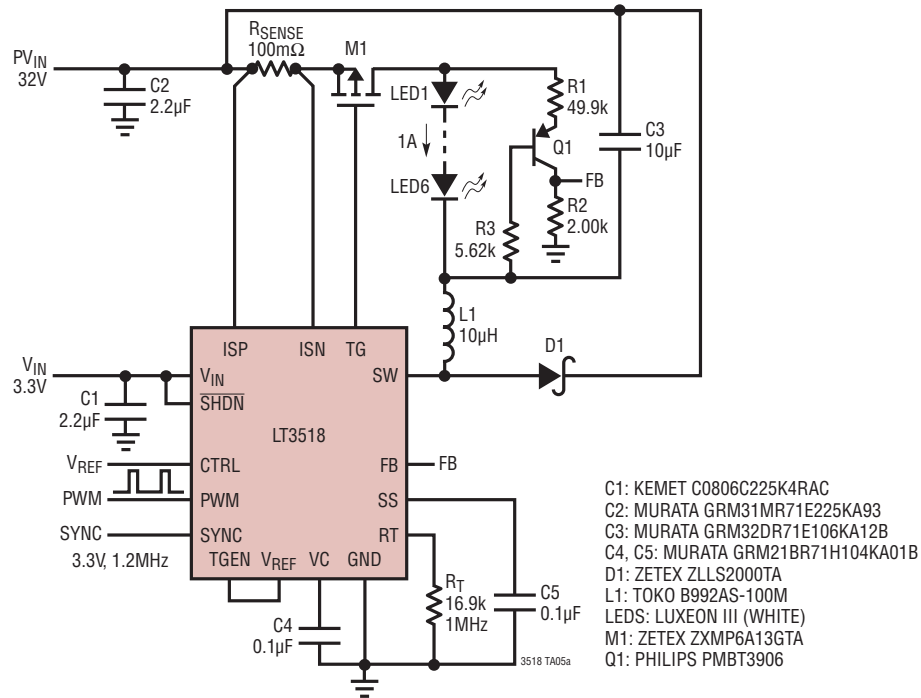 RSENSE
100mΩ
M1
PVIN
32V
C2
2.2µF
LED1
1A
LED6
R1
49.9k
Q1
FB
R2
2.00k
R3
5.62k
C3
10µF
L1
10µH
D1
ISP
ISN
TG
VIN
3.3V
C1
2.2µF
VIN
SHDN
SW
LT3518
VREF
CTRL
FB
FB
PWM
PWM
SS
SYNC
SYNC
RT
3.3V, 1.2MHz
TGEN
VREF
VC
GND
C4
0.1µF
RT
16.9k
1MHz
C5
0.1µF
3518 TA05a
C1: KEMET C0806C225K4RAC
C2: MURATA GRM31MR71E225KA93
C3: MURATA GRM32DR71E106KA12B
C4, C5: MURATA GRM21BR71H104KA01B
D1: ZETEX ZLLS2000TA
L1: TOKO B992AS-100M
LEDS: LUXEON III (WHITE)
M1: ZETEX ZXMP6A13GTA
Q1: PHILIPS PMBT3906